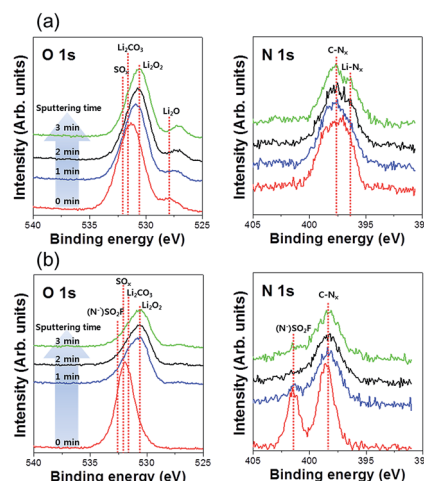 (a)
O 1s
Li₂CO₃
SOₓ
Li₂O₂
Li₂O
Sputtering time
3 min
2 min
1 min
0 min
Intensity (Arb. units)
540 535 530 525
Binding energy (eV)
N 1s
C-Nₓ
Li-Nₓ
Intensity (Arb. units)
405 400 395
Binding energy (eV)
(b)
O 1s
SOₓ
(N⁻)SO₂F
Li₂CO₃
Li₂O₂
Sputtering time
3 min
2 min
1 min
0 min
Intensity (Arb. units)
540 535 530 525
Binding energy (eV)
N 1s
C-Nₓ
(N⁻)SO₂F
Intensity (Arb. units)
405 400 395
Binding energy (eV)